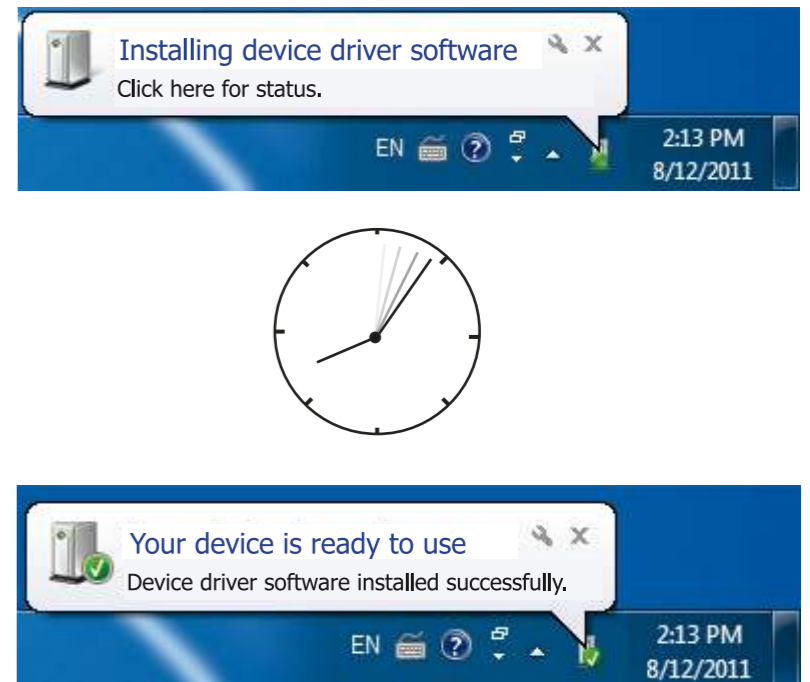 Installing device driver software
Click here for status.
EN
2:13 PM
8/12/2011
Your device is ready to use
Device driver software installed successfully.
EN
2:13 PM
8/12/2011